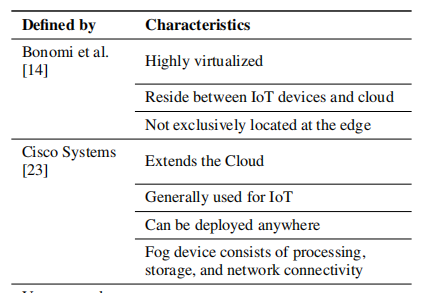 Defined by Characteristics
Bonomi et al. Highly virtualized
[14]
Reside between IoT devices and cloud
Not exclusively located at the edge
Cisco Systems Extends the Cloud
[23]
Generally used for IoT
Can be deployed anywhere
Fog device consists of processing,
storage, and network connectivity